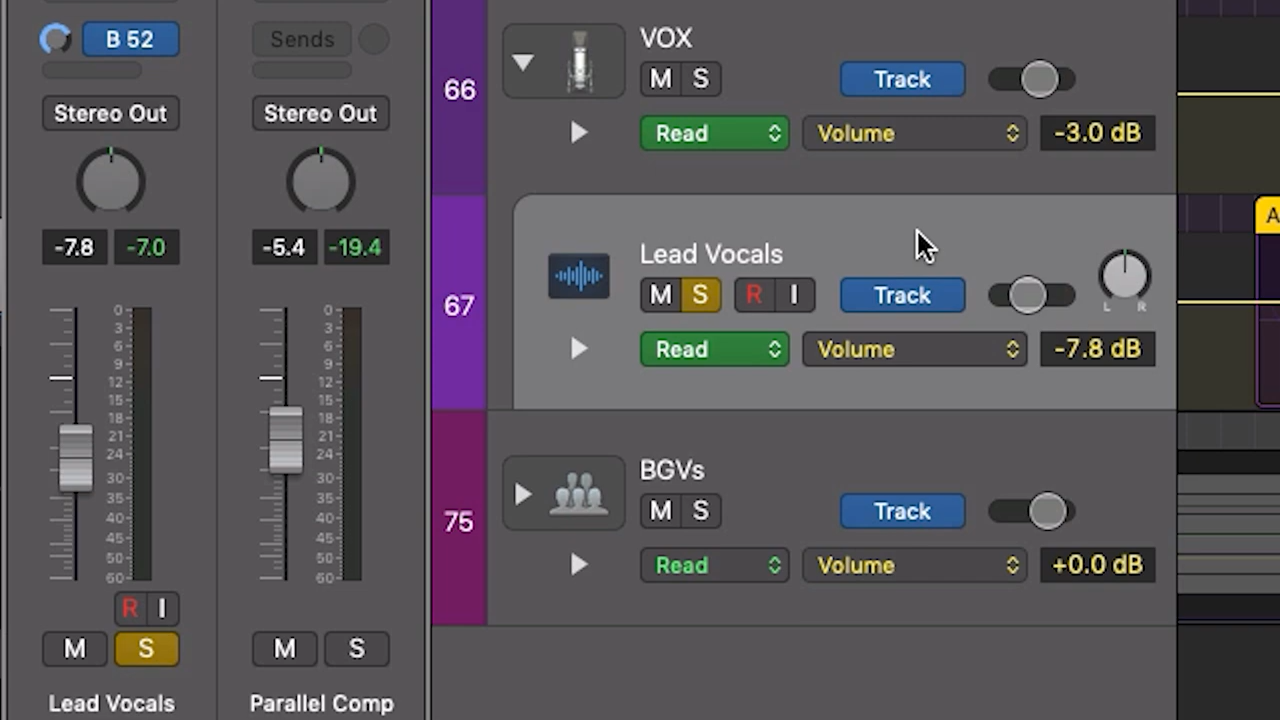 B 52
Sends
Stereo Out
Stereo Out
-7.8 -7.0
-5.4 -19.4
0
3
6
9
12
15
18
21
24
30
35
40
45
50
60
0
3
6
9
12
15
18
21
24
30
35
40
45
50
60
R I
M S
M S
Lead Vocals
Parallel Comp
66
VOX
M S Track
Read Volume -3.0 dB
67
Lead Vocals
M S R I Track L R
Read Volume -7.8 dB
75
BGVs
M S Track
Read Volume +0.0 dB
A